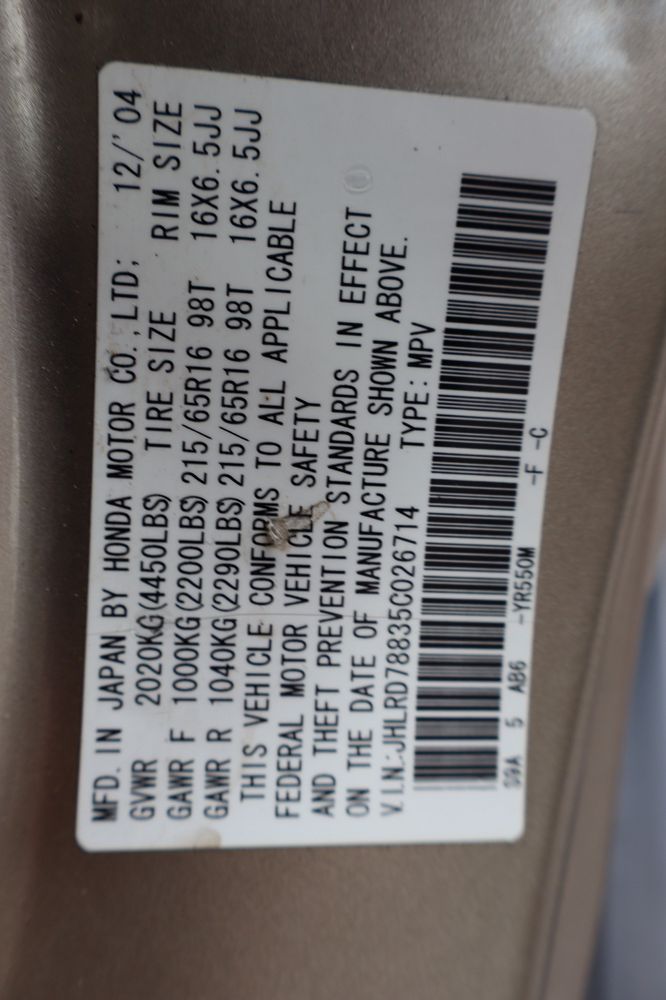 MFD. IN JAPAN BY HONDA MOTOR CO.,LTD; 12/'04
GVWR 2020KG(4450LBS) TIRE SIZE RIM SIZE
GAWR F 1000KG(2200LBS) 215/65R16 98T 16X6.5JJ
GAWR R 1040KG(2290LBS) 215/65R16 98T 16X6.5JJ
THIS VEHICLE CONFORMS TO ALL APPLICABLE
FEDERAL MOTOR VEHICLE SAFETY
AND THEFT PREVENTION STANDARDS IN EFFECT
ON THE DATE OF MANUFACTURE SHOWN ABOVE.
V.I.N.:JHLRD78835C026714 TYPE: MPV
S9A 5 AB6 -YR550M -F -C